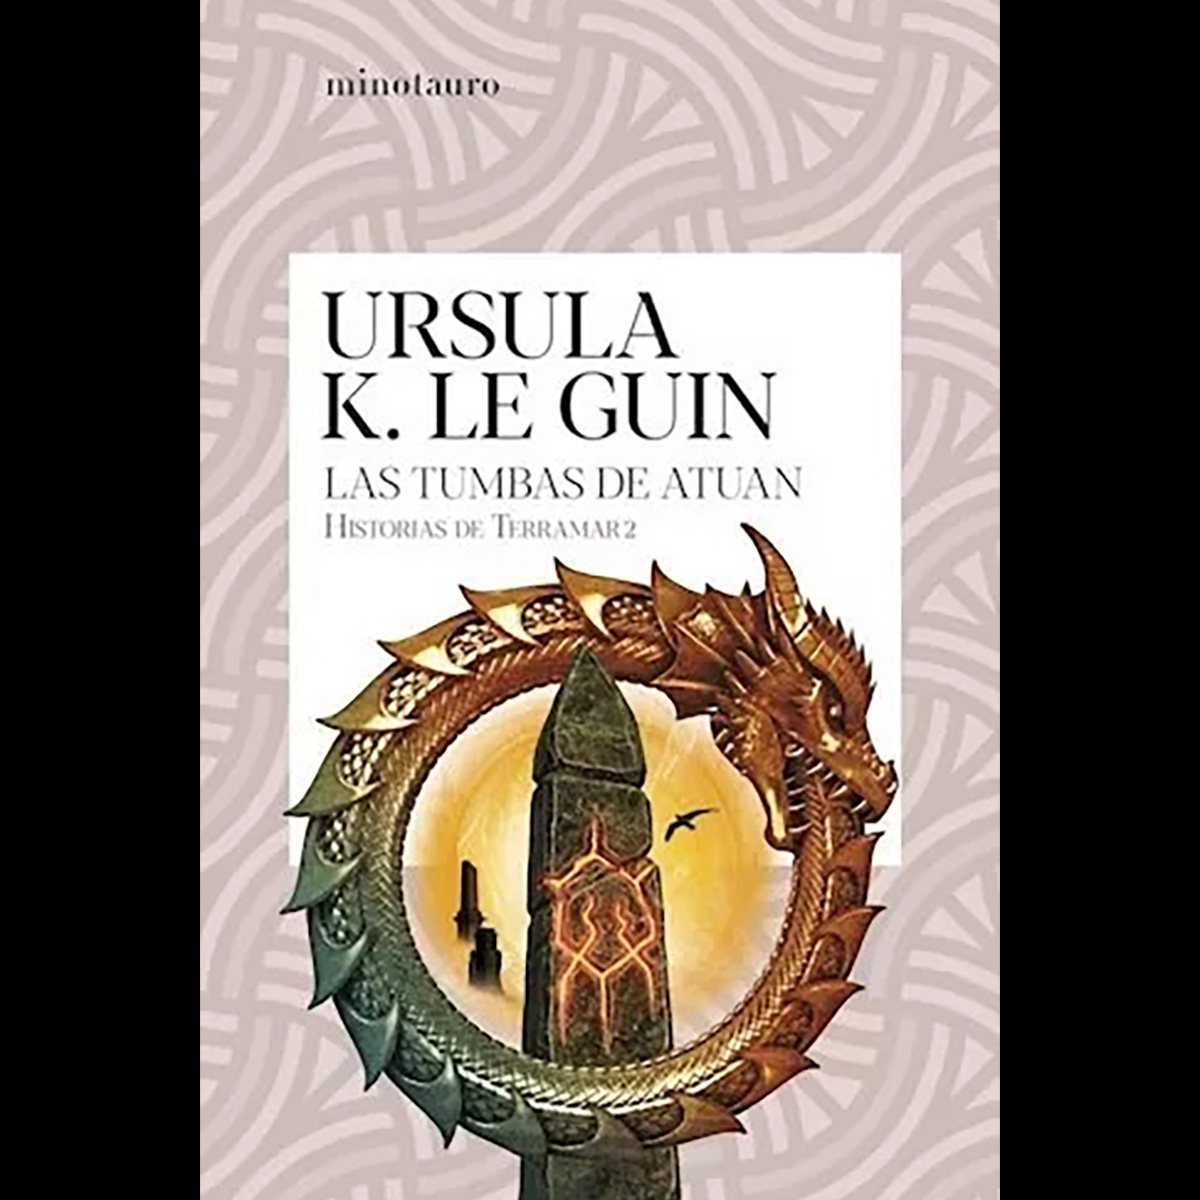 minotauro
URSULA
K. LE GUIN
LAS TUMBAS DE ATUAN
HISTORIAS DE TERRAMAR 2